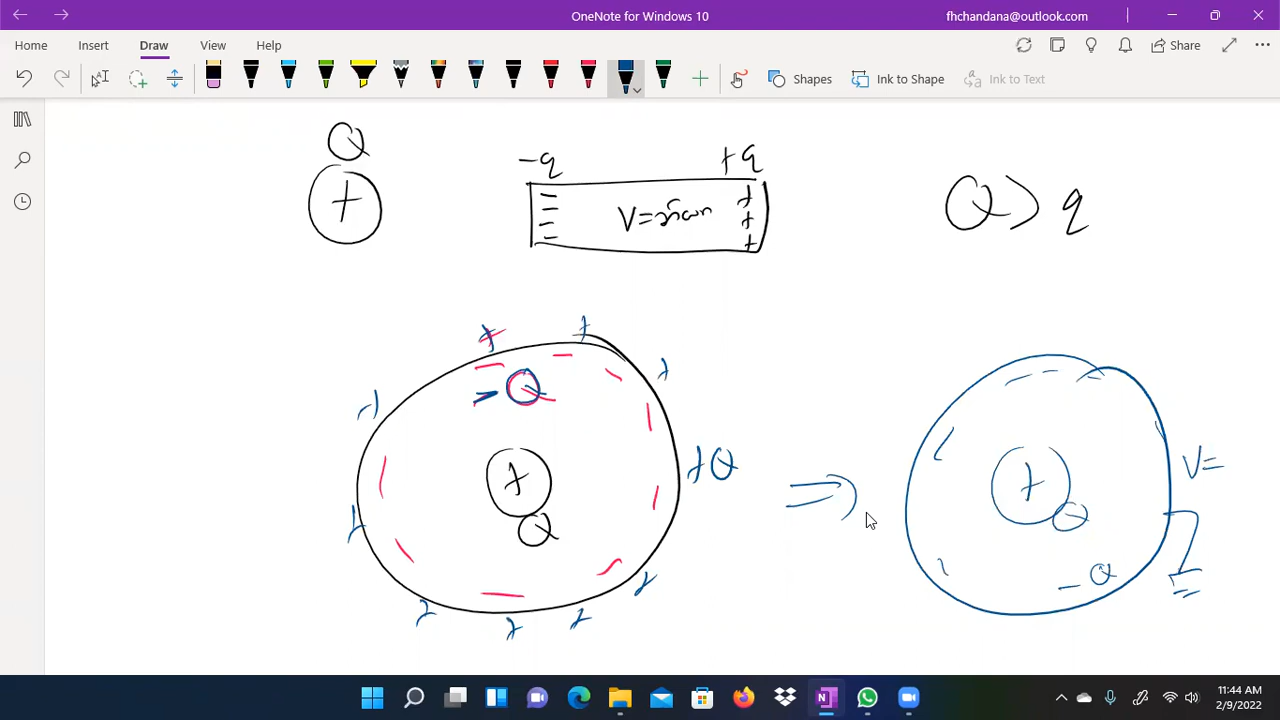 OneNote for Windows 10
fhchandana@outlook.com
Home Insert Draw View Help
Share
Shapes
Ink to Shape
Ink to Text
Q
+
-q +q
V=
Q > q
- Q
+
Q
+Q
⇒
+
Q
-Q
V=
11:44 AM
2/9/2022